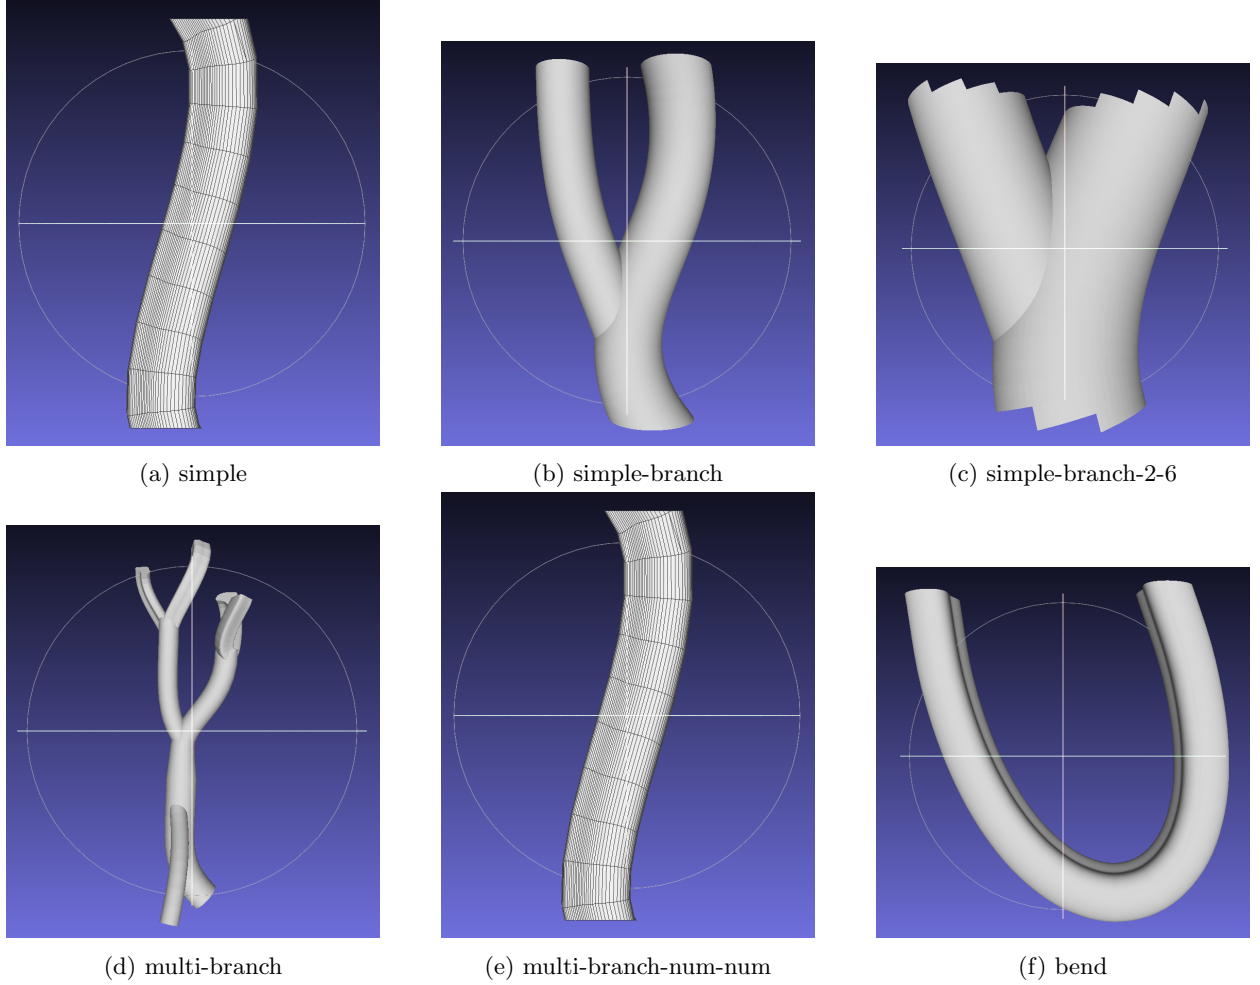 (a) simple
(b) simple-branch
(c) simple-branch-2-6
(d) multi-branch
(e) multi-branch-num-num
(f) bend